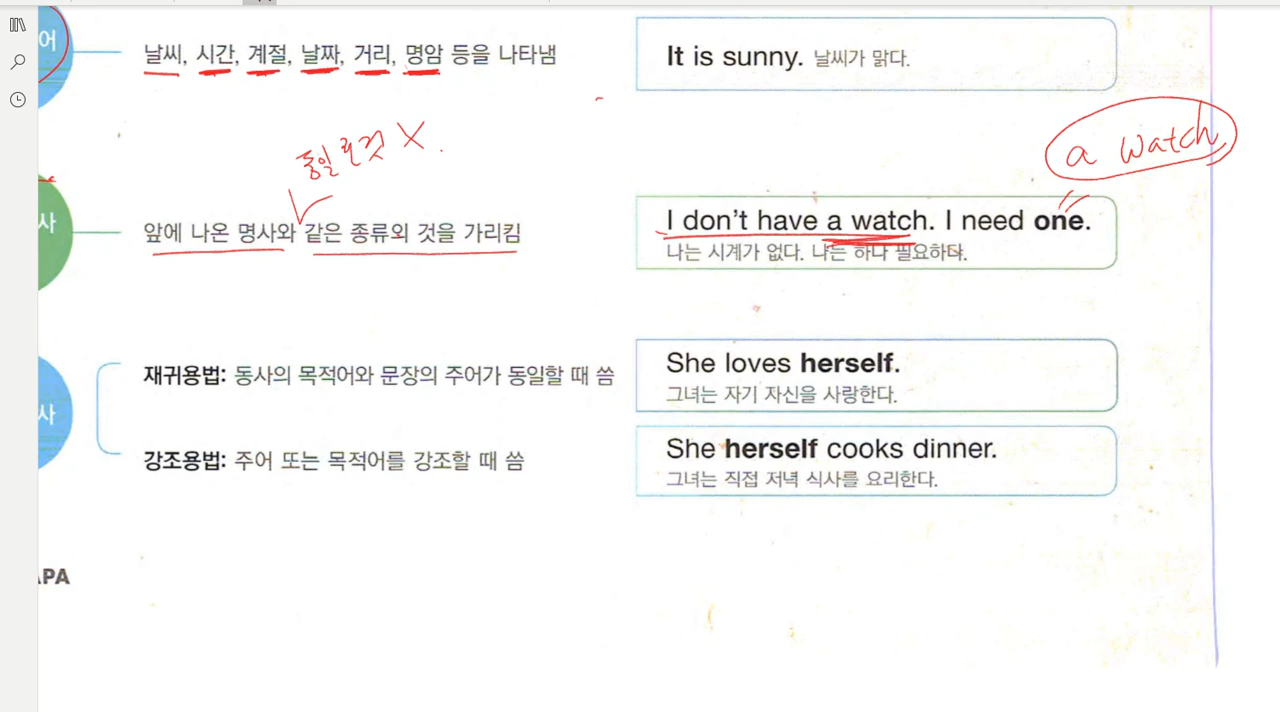 어
날씨, 시간, 계절, 날짜, 거리, 명암 등을 나타냄
It is sunny. 날씨가 맑다.
동일한것 X.
a watch
사
앞에 나온 명사와 같은 종류의 것을 가리킴
I don't have a watch. I need one.
나는 시계가 없다. 나는 하나 필요하다.
사
재귀용법: 동사의 목적어와 문장의 주어가 동일할 때 씀
She loves herself.
그녀는 자기 자신을 사랑한다.
강조용법: 주어 또는 목적어를 강조할 때 씀
She herself cooks dinner.
그녀는 직접 저녁 식사를 요리한다.
APA